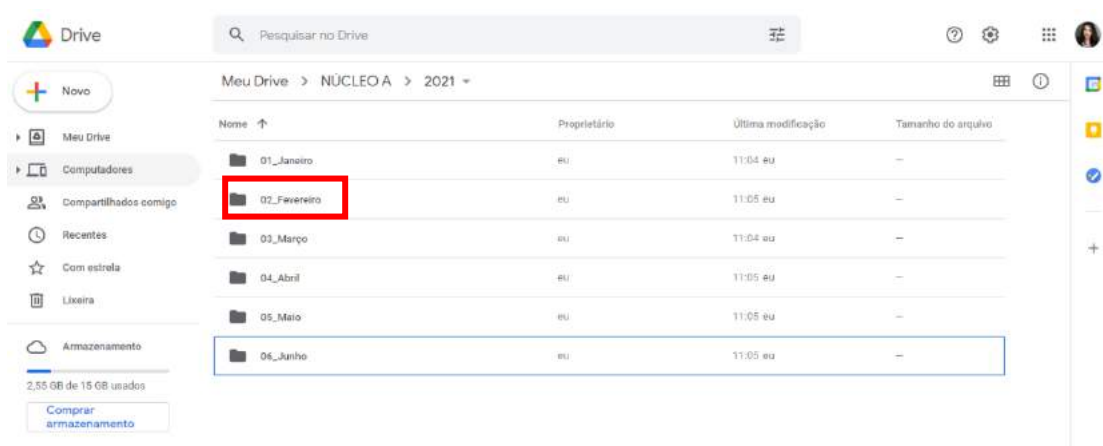 Drive
Pesquisar no Drive
Novo
Meu Drive > NÚCLEO A > 2021
Nome Proprietário Última modificação Tamanho do arquivo
Meu Drive
Computadores
Compartilhados comigo
Recentes
Com estrela
Lixeira
Armazenamento
2,55 GB de 15 GB usados
Comprar armazenamento
01_Janeiro eu 11:04 eu —
02_Fevereiro eu 11:05 eu —
03_Março eu 11:04 eu —
04_Abril eu 11:05 eu —
05_Maio eu 11:05 eu —
06_Junho eu 11:05 eu —